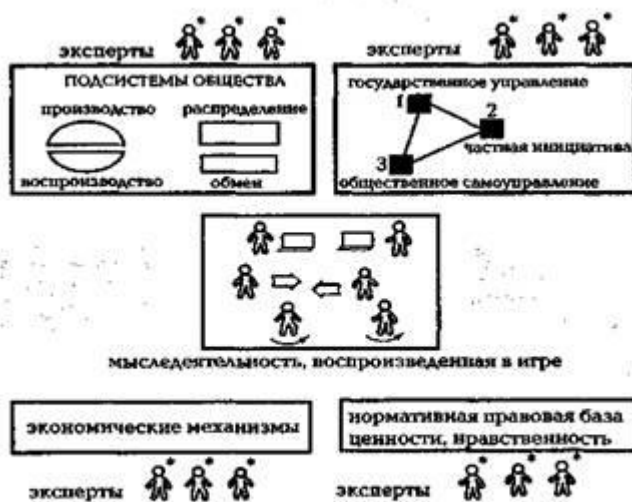 эксперты
эксперты
ПОДСИСТЕМЫ ОБЩЕСТВА
производство распределение
воспроизводство обмен
государственное управление
1
2
частная инициатива
3
общественное самоуправление
мыследеятельность, воспроизведенная в игре
экономические механизмы
нормативная правовая база
ценности, нравственность
эксперты
эксперты